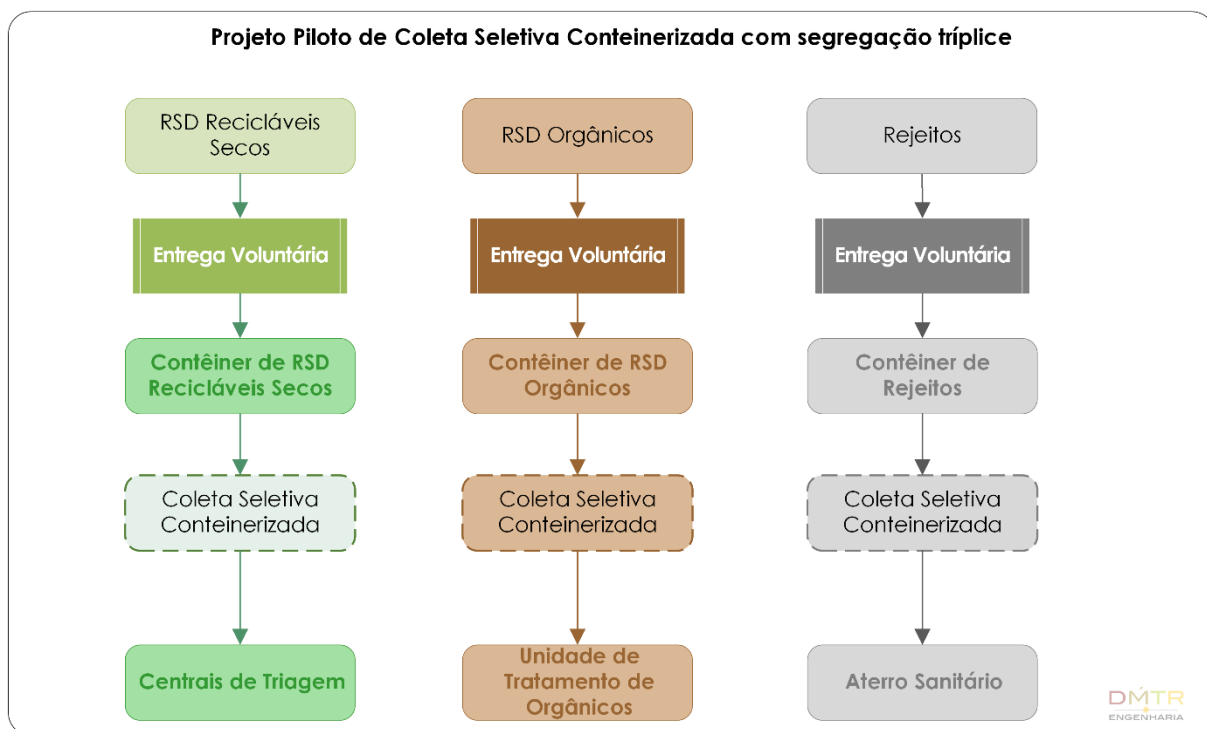 Projeto Piloto de Coleta Seletiva Conteinerizada com segregação tríplice
RSD Recicláveis
Secos
RSD Orgânicos
Rejeitos
Entrega Voluntária
Entrega Voluntária
Entrega Voluntária
Contêiner de RSD
Recicláveis Secos
Contêiner de RSD
Orgânicos
Contêiner de
Rejeitos
Coleta Seletiva
Conteinerizada
Coleta Seletiva
Conteinerizada
Coleta Seletiva
Conteinerizada
Centrais de Triagem
Unidade de
Tratamento de
Orgânicos
Aterro Sanitário
DMTR
ENGENHARIA